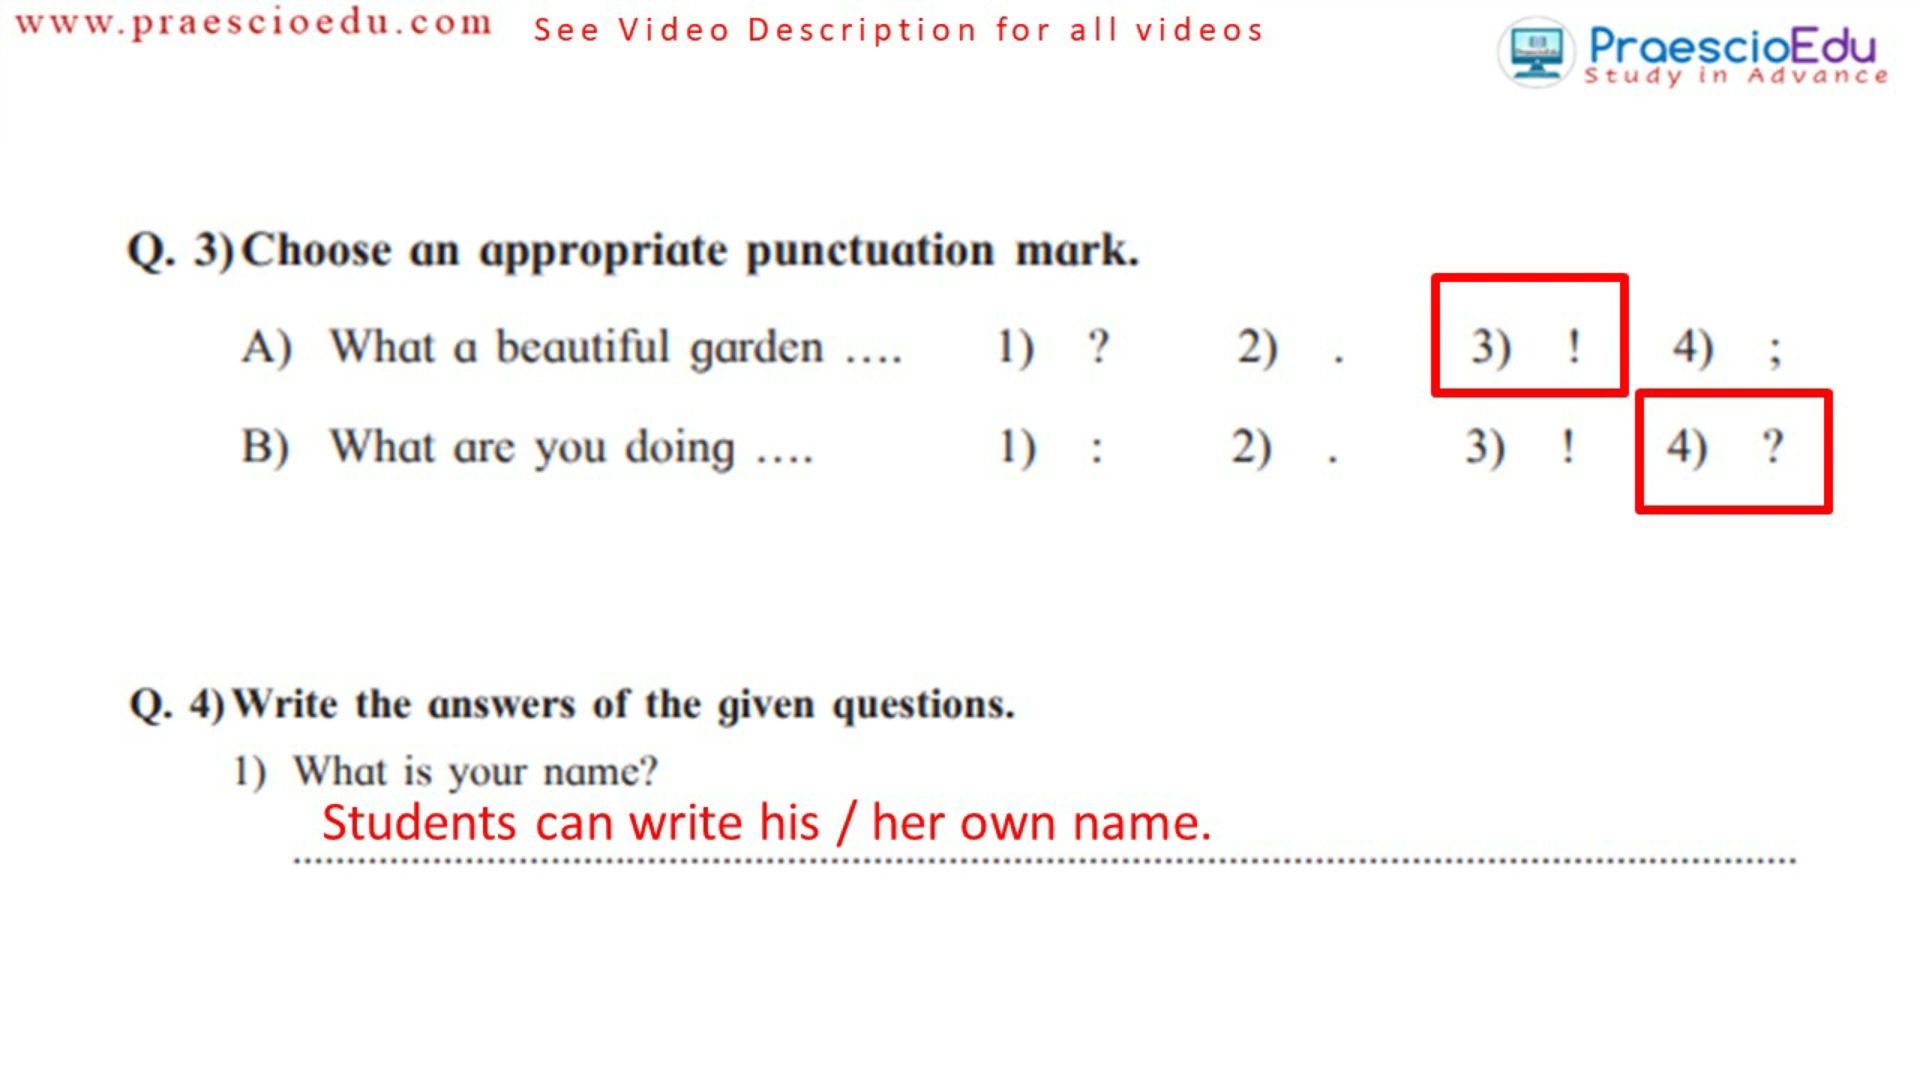 www.praescioedu.com See Video Description for all videos PraescioEdu
Study in Advance
Q. 3) Choose an appropriate punctuation mark.
A) What a beautiful garden .... 1) ? 2) . 3) ! 4) ;
B) What are you doing .... 1) : 2) . 3) ! 4) ?
Q. 4) Write the answers of the given questions.
1) What is your name?
Students can write his / her own name.